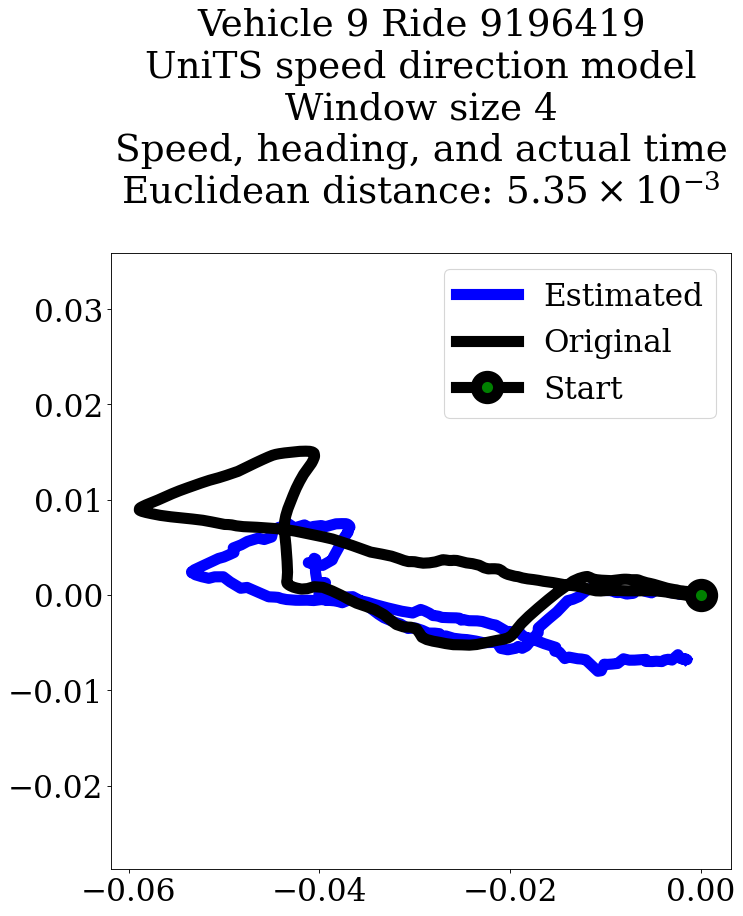 Vehicle 9 Ride 9196419
UniTS speed direction model
Window size 4
Speed, heading, and actual time
Euclidean distance: 5.35 × 10⁻³
Estimated
Original
Start
0.03
0.02
0.01
0.00
−0.01
−0.02
−0.06 −0.04 −0.02 0.00